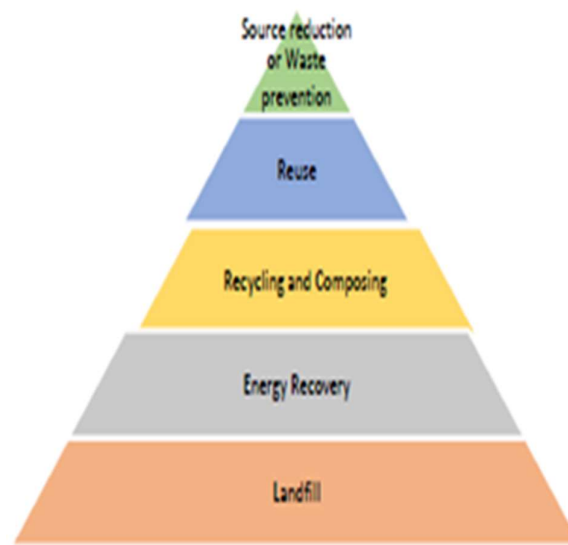 Source reduction
or Waste
prevention
Reuse
Recycling and Composing
Energy Recovery
Landfill